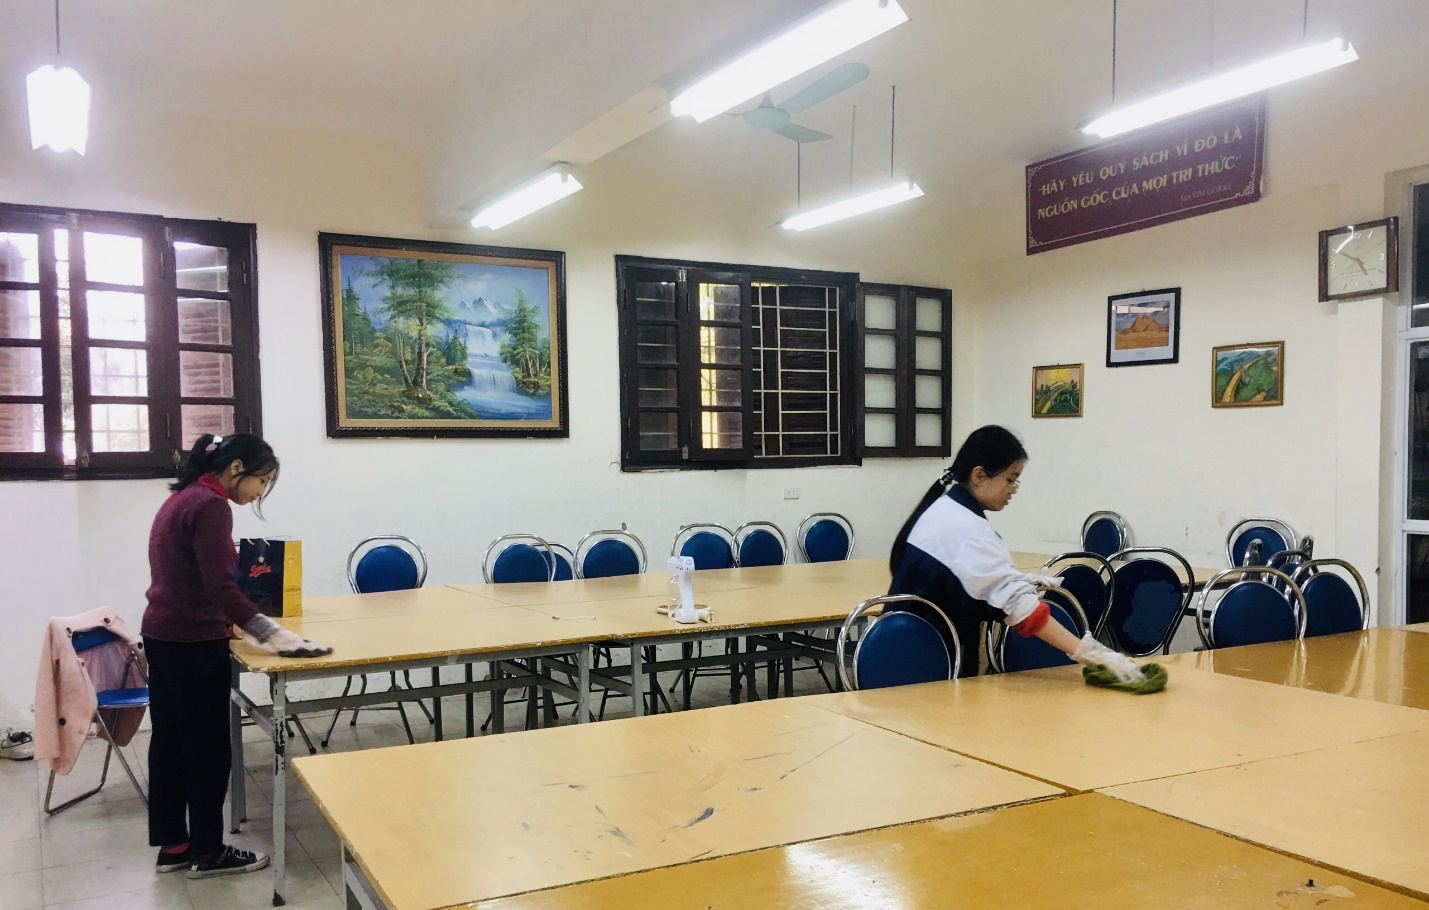 "HÃY YÊU QUÝ SÁCH VÌ ĐÓ LÀ
NGUỒN GỐC CỦA MỌI TRI THỨC"
MAXIM GORKI